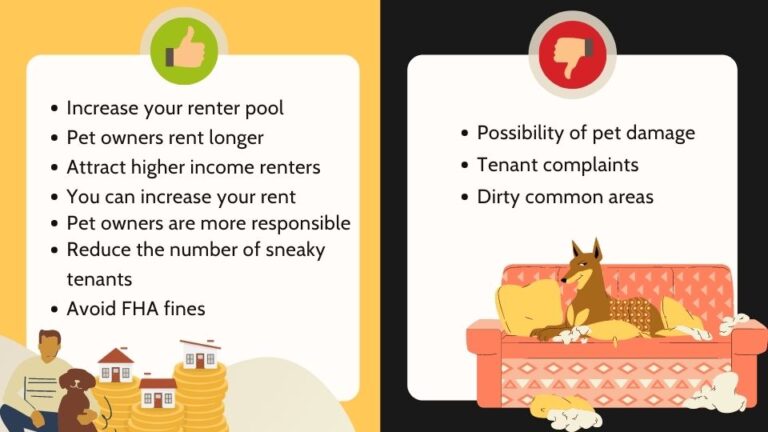 Increase your renter pool
Pet owners rent longer
Attract higher income renters
You can increase your rent
Pet owners are more responsible
Reduce the number of sneaky
tenants
Avoid FHA fines
Possibility of pet damage
Tenant complaints
Dirty common areas